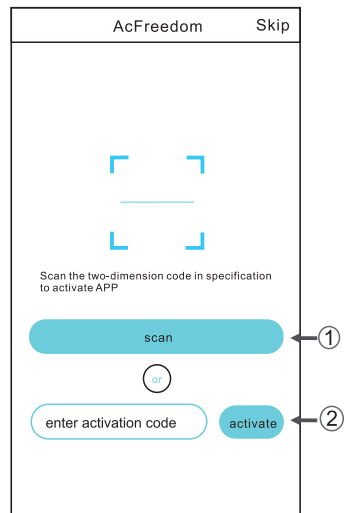 AcFreedom Skip
Scan the two-dimension code in specification
to activate APP
scan ①
or
enter activation code activate ②